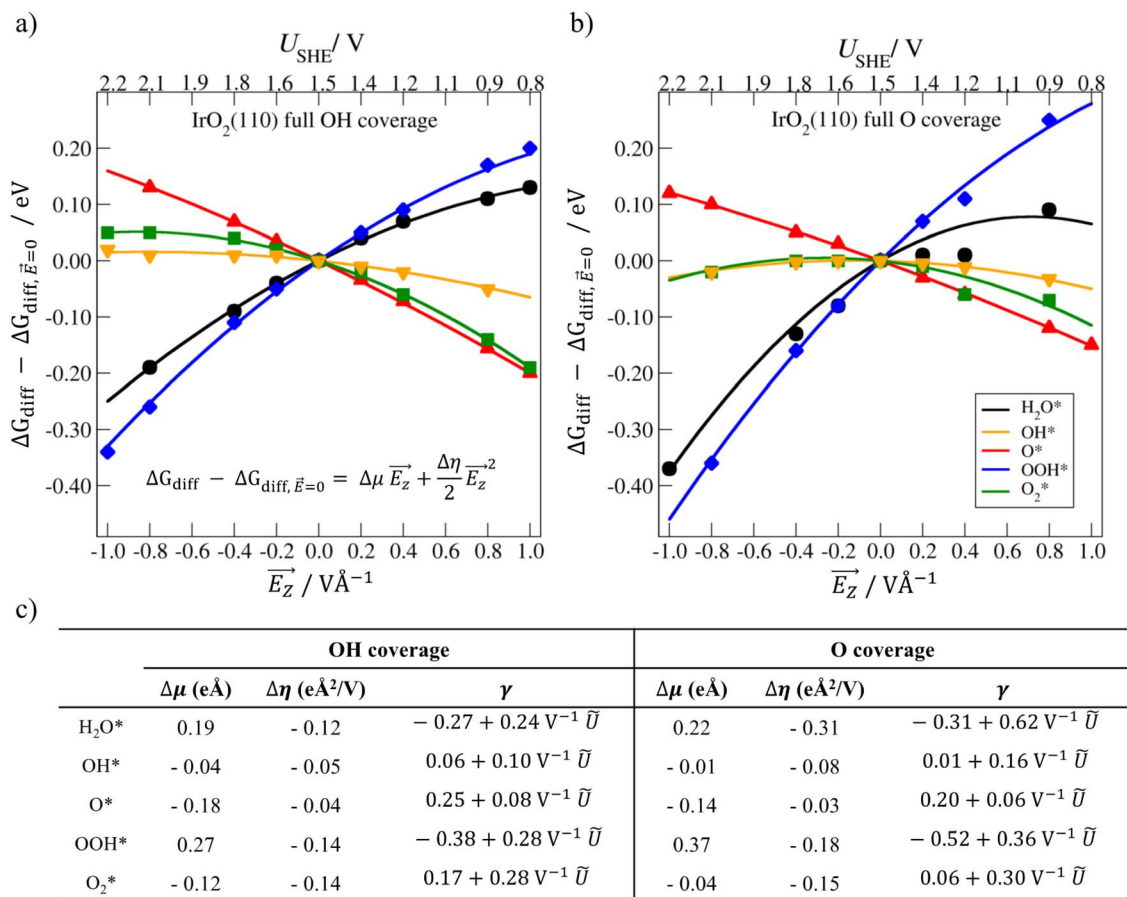 a)
U_SHE / V
2.2 2.1 1.9 1.8 1.6 1.5 1.4 1.2 1.1 0.9 0.8
IrO₂(110) full OH coverage
ΔG_diff − ΔG_diff, E⃗=0 / eV
0.20
0.10
0.00
-0.10
-0.20
-0.30
-0.40
ΔG_diff − ΔG_diff, E⃗=0 = Δμ E_Z⃗ + Δη/2 E_Z⃗²
-1.0 -0.8 -0.6 -0.4 -0.2 0.0 0.2 0.4 0.6 0.8 1.0
E_Z⃗ / VÅ⁻¹
b)
U_SHE / V
2.2 2.1 1.9 1.8 1.6 1.5 1.4 1.2 1.1 0.9 0.8
IrO₂(110) full O coverage
ΔG_diff − ΔG_diff, E⃗=0 / eV
0.20
0.10
0.00
-0.10
-0.20
-0.30
-0.40
H₂O*
OH*
O*
OOH*
O₂*
-1.0 -0.8 -0.6 -0.4 -0.2 0.0 0.2 0.4 0.6 0.8 1.0
E_Z⃗ / VÅ⁻¹
c)
OH coverage O coverage
Δμ (eÅ) Δη (eÅ²/V) γ Δμ (eÅ) Δη (eÅ²/V) γ
H₂O* 0.19 - 0.12 − 0.27 + 0.24 V⁻¹ Ũ 0.22 - 0.31 − 0.31 + 0.62 V⁻¹ Ũ
OH* - 0.04 - 0.05 0.06 + 0.10 V⁻¹ Ũ - 0.01 - 0.08 0.01 + 0.16 V⁻¹ Ũ
O* - 0.18 - 0.04 0.25 + 0.08 V⁻¹ Ũ - 0.14 - 0.03 0.20 + 0.06 V⁻¹ Ũ
OOH* 0.27 - 0.14 − 0.38 + 0.28 V⁻¹ Ũ 0.37 - 0.18 − 0.52 + 0.36 V⁻¹ Ũ
O₂* - 0.12 - 0.14 0.17 + 0.28 V⁻¹ Ũ - 0.04 - 0.15 0.06 + 0.30 V⁻¹ Ũ